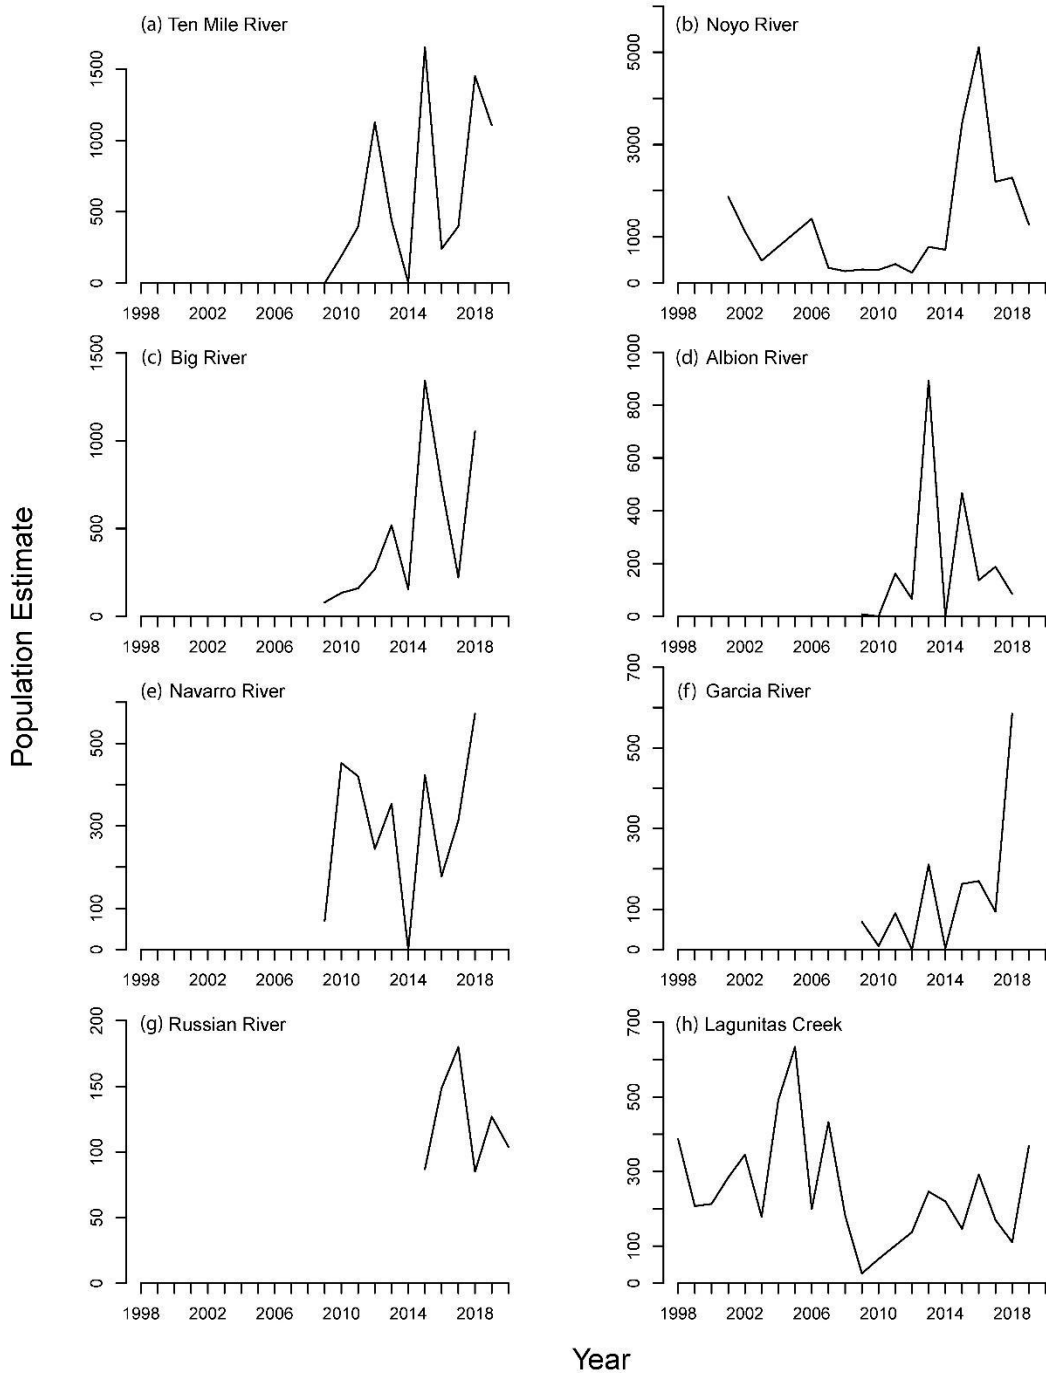 (a) Ten Mile River
0 500 1000 1500
1998 2002 2006 2010 2014 2018
(b) Noyo River
0 1000 3000 5000
1998 2002 2006 2010 2014 2018
(c) Big River
0 500 1000 1500
1998 2002 2006 2010 2014 2018
(d) Albion River
0 200 400 600 800 1000
1998 2002 2006 2010 2014 2018
(e) Navarro River
0 100 300 500
1998 2002 2006 2010 2014 2018
(f) Garcia River
0 100 300 500 700
1998 2002 2006 2010 2014 2018
(g) Russian River
0 50 100 150 200
1998 2002 2006 2010 2014 2018
(h) Lagunitas Creek
0 100 300 500 700
1998 2002 2006 2010 2014 2018
Population Estimate
Year